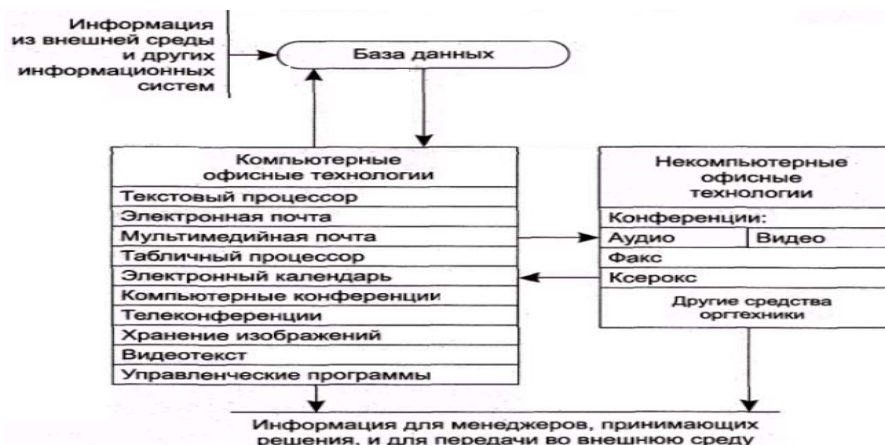 Информация
из внешней среды
и других
информационных
систем
База данных
Компьютерные
офисные технологии
Текстовый процессор
Электронная почта
Мультимедийная почта
Табличный процессор
Электронный календарь
Компьютерные конференции
Телеконференции
Хранение изображений
Видеотекст
Управленческие программы
Некомпьютерные
офисные
технологии
Конференции:
Аудио Видео
Факс
Ксерокс
Другие средства
оргтехники
Информация для менеджеров, принимающих
решения, и для передачи во внешнюю среду